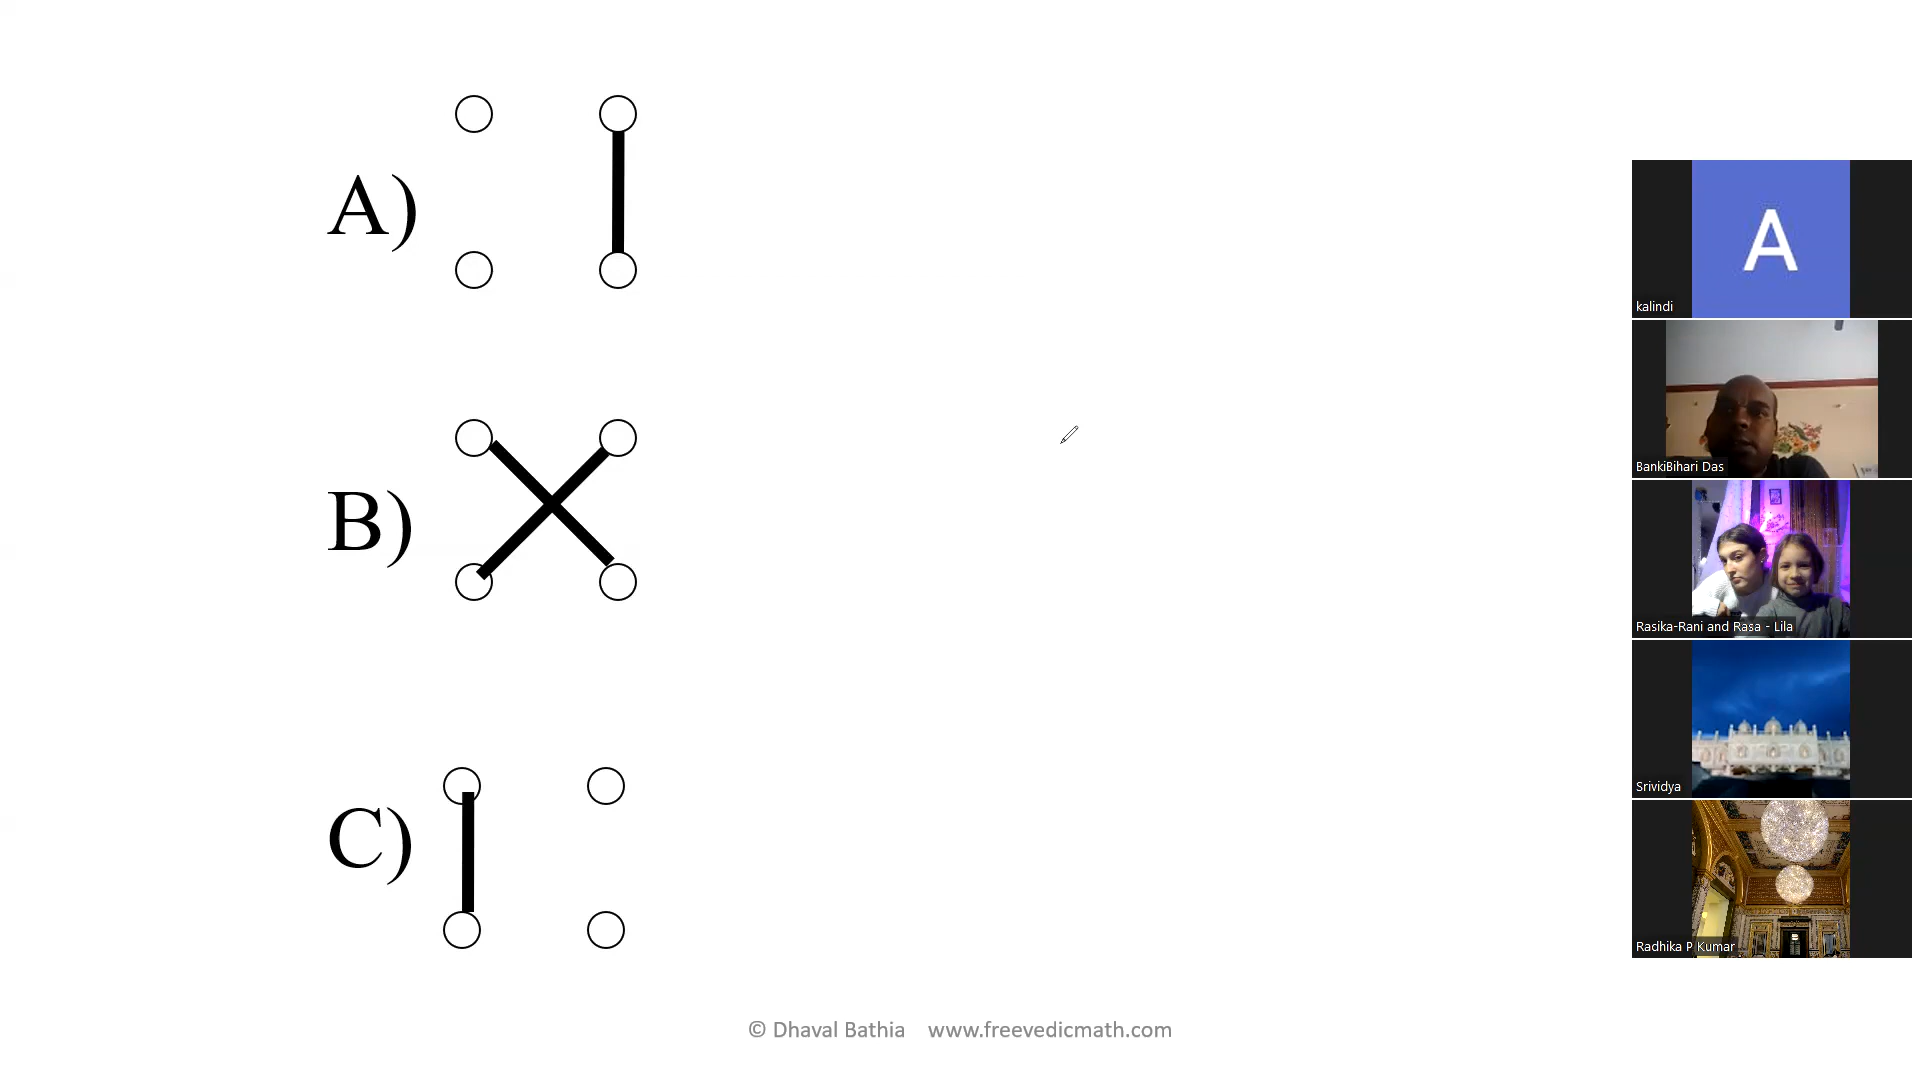 A)
B)
C)
A
kalindi
BankiBihari Das
Rasika-Rani and Rasa - Lila
Srividya
Radhika P Kumar
© Dhaval Bathia www.freevedicmath.com